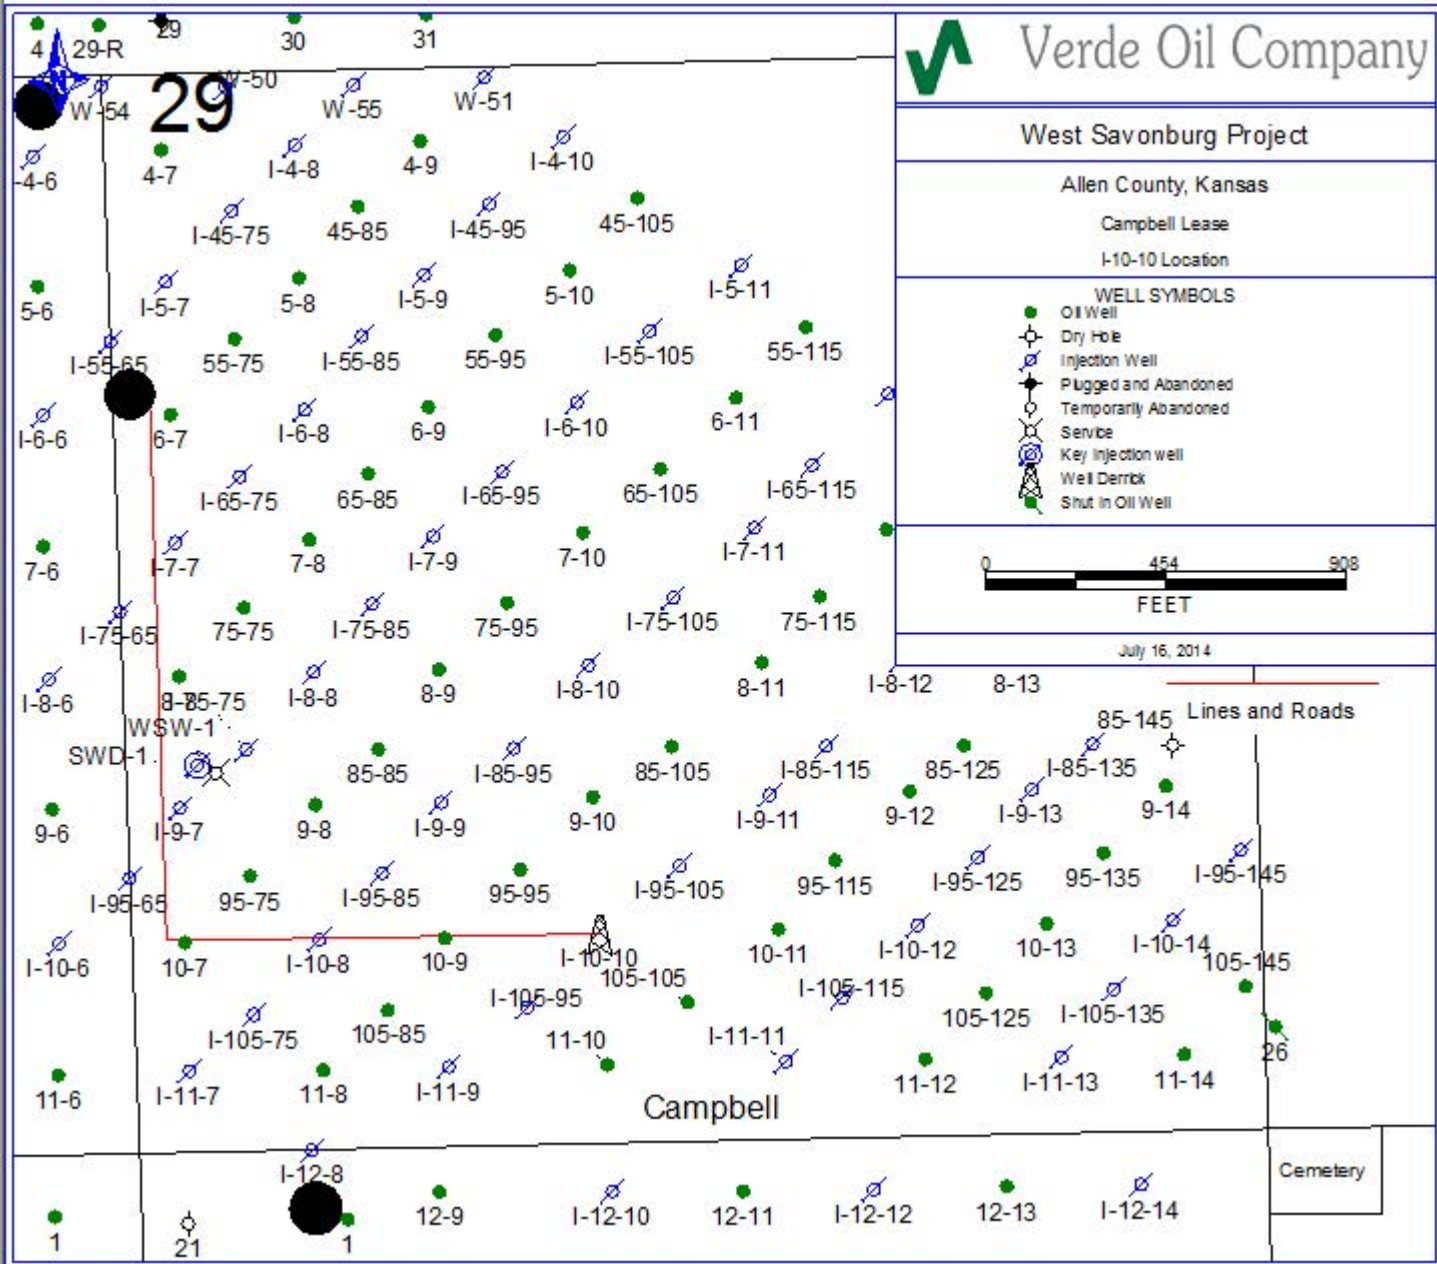 Verde Oil Company
West Savonburg Project
Allen County, Kansas
Campbell Lease
I-10-10 Location
WELL SYMBOLS
Oil Well
Dry Hole
Injection Well
Plugged and Abandoned
Temporarily Abandoned
Service
Key Injection well
Well Derrick
Shut In Oil Well
0 454 908
FEET
July 16, 2014
Lines and Roads
4 29-R 29 30 31
29
W-54 W-50 W-55 W-51
-4-6 4-7 I-4-8 4-9 I-4-10
I-45-75 45-85 I-45-95 45-105
5-6 I-5-7 5-8 I-5-9 5-10 I-5-11
I-55-65 55-75 I-55-85 55-95 I-55-105 55-115
I-6-6 6-7 I-6-8 6-9 I-6-10 6-11
I-65-75 65-85 I-65-95 65-105 I-65-115
7-6 I-7-7 7-8 I-7-9 7-10 I-7-11
I-75-65 75-75 I-75-85 75-95 I-75-105 75-115
I-8-6 I-8-8 8-9 I-8-10 8-11 I-8-12 8-13
WSW-1
SWD-1
85-85 I-85-95 85-105 I-85-115 85-125 I-85-135 85-145
9-6 I-9-7 9-8 I-9-9 9-10 I-9-11 9-12 I-9-13 9-14
I-95-65 95-75 I-95-85 95-95 I-95-105 95-115 I-95-125 95-135 I-95-145
I-10-6 10-7 I-10-8 10-9 I-10-10 10-11 I-10-12 10-13 I-10-14
I-105-75 105-85 I-105-95 105-105 I-105-115 105-125 I-105-135 105-145
11-6 I-11-7 11-8 I-11-9 11-10 I-11-11 11-12 I-11-13 11-14 26
Campbell
I-12-8
Cemetery
1 21 1 12-9 I-12-10 12-11 I-12-12 12-13 I-12-14